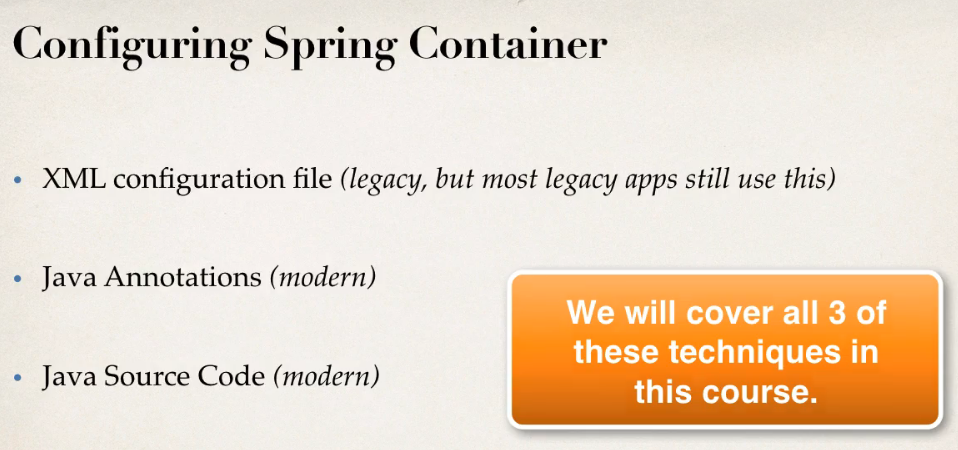 Configuring Spring Container
• XML configuration file (legacy, but most legacy apps still use this)
• Java Annotations (modern)
• Java Source Code (modern)
We will cover all 3 of
these techniques in
this course.